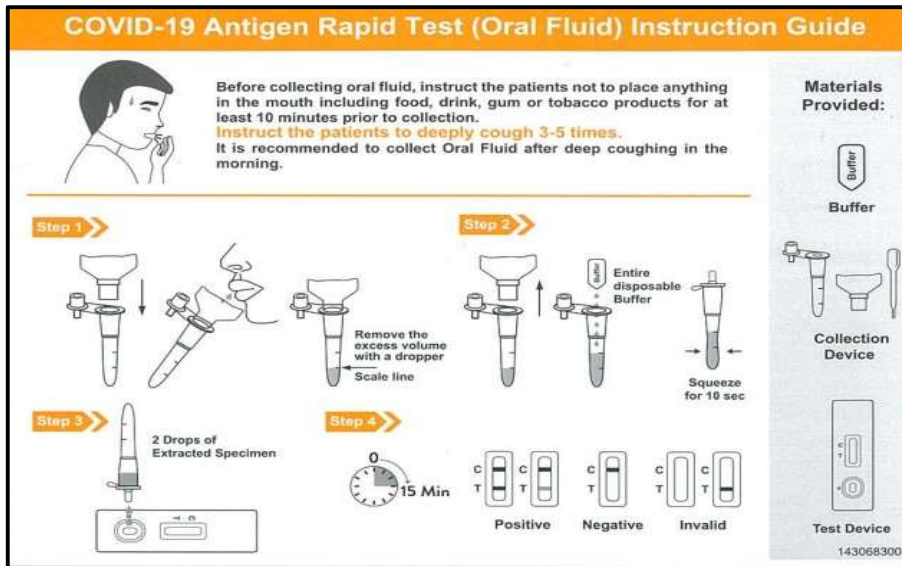 COVID-19 Antigen Rapid Test (Oral Fluid) Instruction Guide
Before collecting oral fluid, instruct the patients not to place anything
in the mouth including food, drink, gum or tobacco products for at
least 10 minutes prior to collection.
Instruct the patients to deeply cough 3-5 times.
It is recommended to collect Oral Fluid after deep coughing in the
morning.
Materials
Provided:
Buffer
Buffer
Collection
Device
C
T
Test Device
143068300
Step 1
Remove the
excess volume
with a dropper
Scale line
Step 2
Buffer
Entire
disposable
Buffer
Squeeze
for 10 sec
Step 3
2 Drops of
Extracted Specimen
T C
Step 4
0
15 Min
C
T
Positive
C
T
Negative
C
T
Invalid